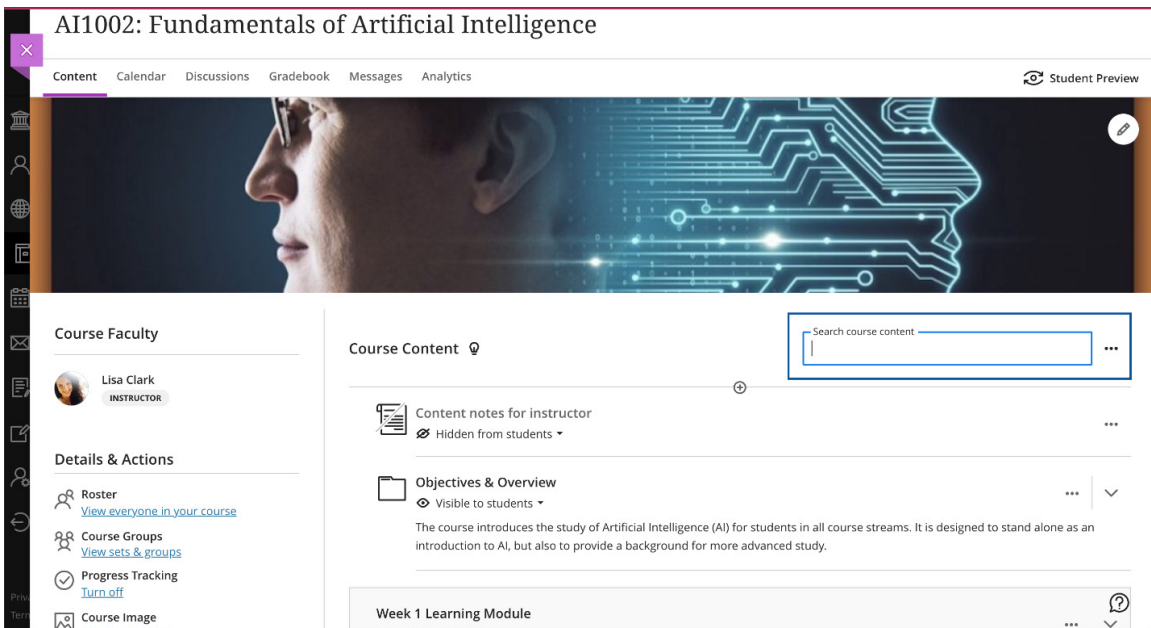 AI1002: Fundamentals of Artificial Intelligence
Content Calendar Discussions Gradebook Messages Analytics
Student Preview
Course Faculty
Lisa Clark
INSTRUCTOR
Details & Actions
Roster
View everyone in your course
Course Groups
View sets & groups
Progress Tracking
Turn off
Course Image
Course Content
Search course content
Content notes for instructor
Hidden from students
Objectives & Overview
Visible to students
The course introduces the study of Artificial Intelligence (AI) for students in all course streams. It is designed to stand alone as an
introduction to AI, but also to provide a background for more advanced study.
Week 1 Learning Module